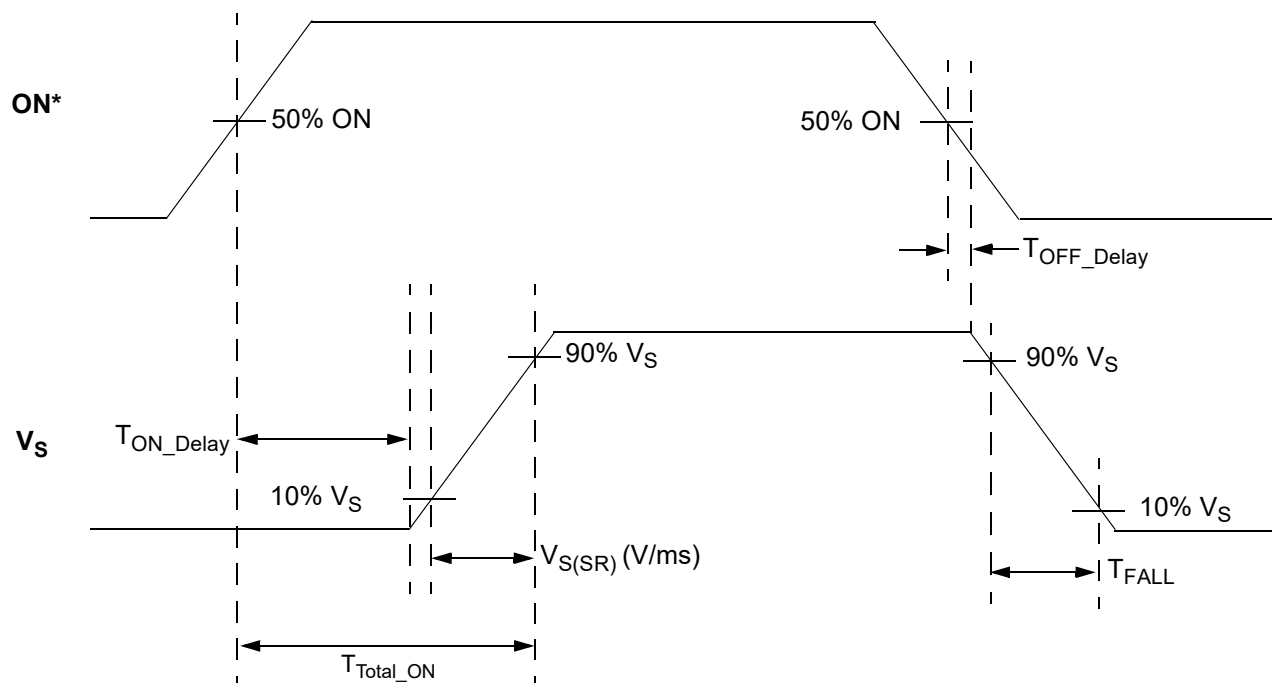 ON*
50% ON
50% ON
T_OFF_Delay
90% V_S
90% V_S
T_ON_Delay
V_S
10% V_S
10% V_S
V_S(SR) (V/ms)
T_FALL
T_Total_ON